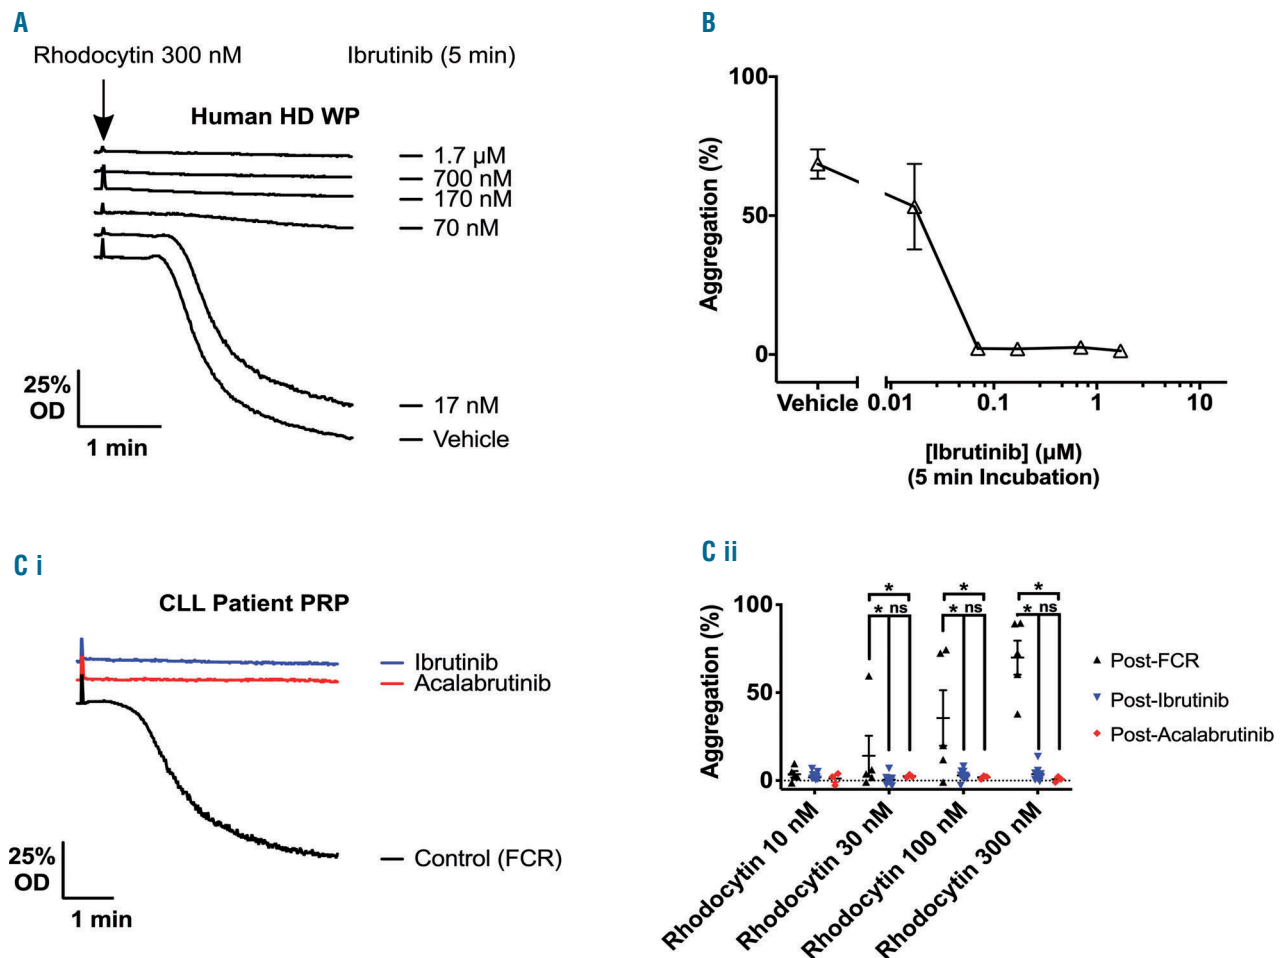 A
Rhodocytin 300 nM
Ibrutinib (5 min)
Human HD WP
1.7 µM
700 nM
170 nM
70 nM
17 nM
Vehicle
25%
OD
1 min
B
Aggregation (%)
100
50
0
Vehicle
0.01
0.1
1
10
[Ibrutinib] (µM)
(5 min Incubation)
C i
CLL Patient PRP
Ibrutinib
Acalabrutinib
Control (FCR)
25%
OD
1 min
C ii
Aggregation (%)
100
50
0
*
* ns
*
* ns
*
* ns
Post-FCR
Post-Ibrutinib
Post-Acalabrutinib
Rhodocytin 10 nM
Rhodocytin 30 nM
Rhodocytin 100 nM
Rhodocytin 300 nM